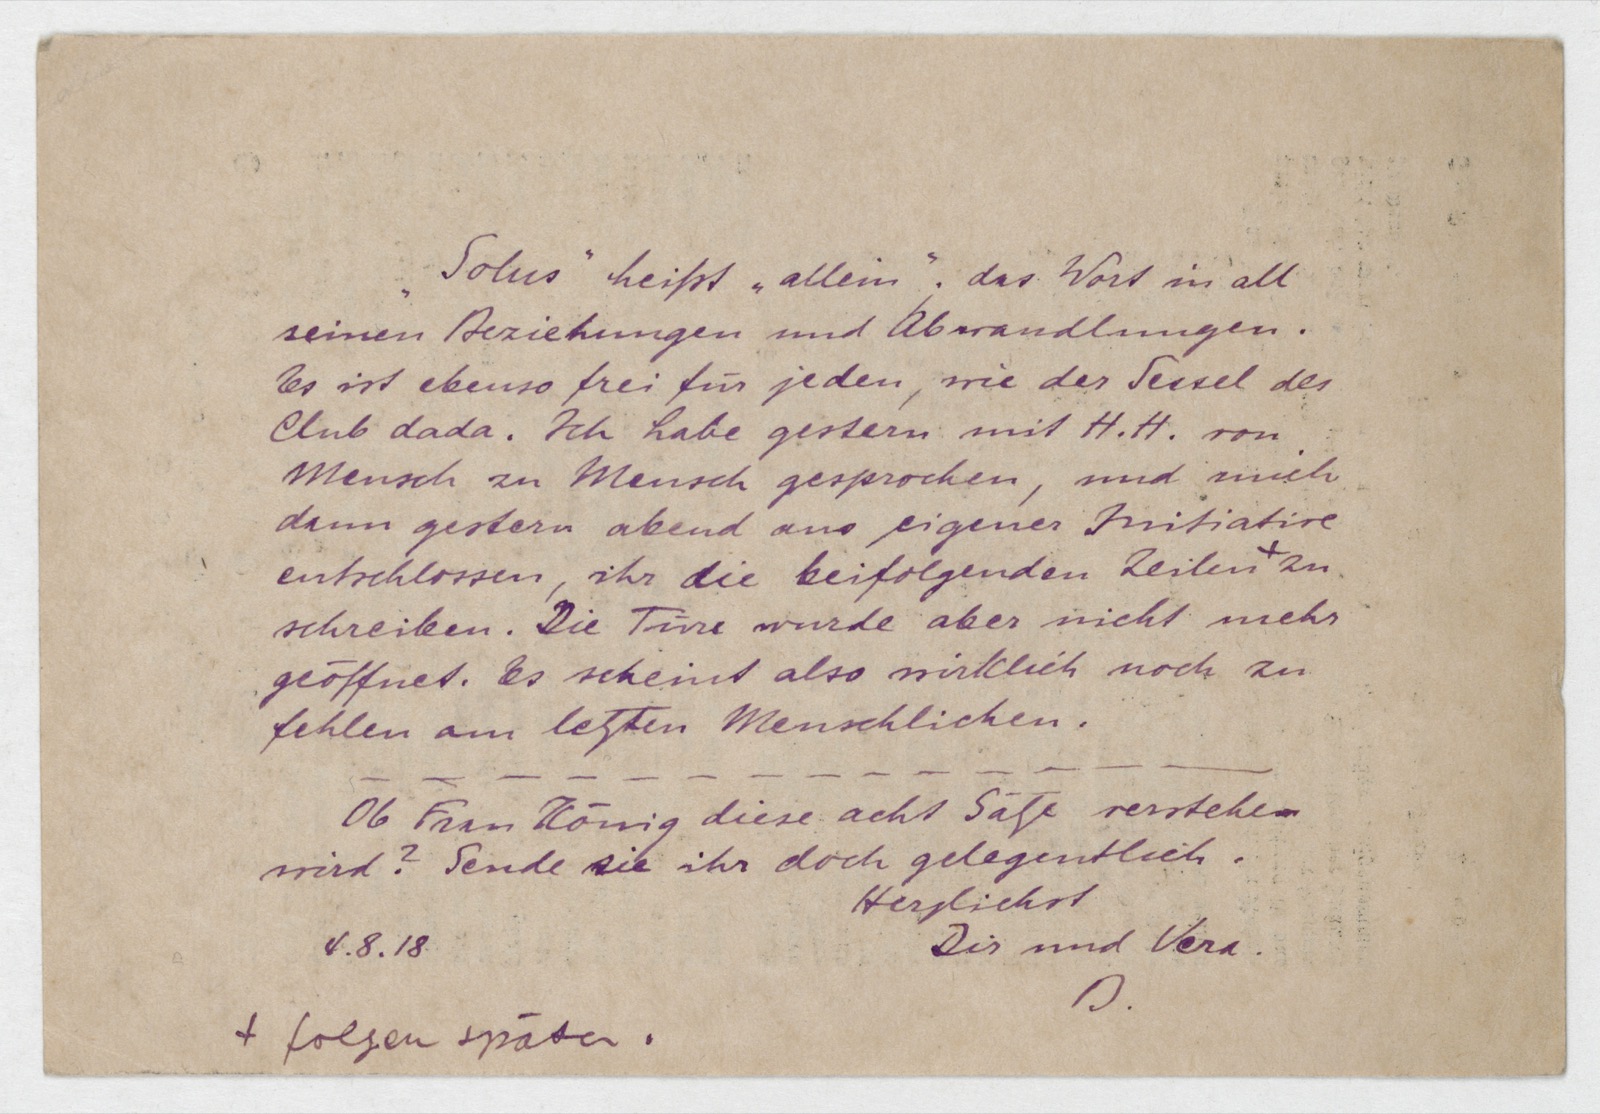 „Solus“ heißt „allein“, das Wort in all
seinen Beziehungen und Abwandlungen.
Es ist ebenso frei für jeden, wie der Sessel des
Club dada. Ich habe gestern mit H.H. von
Mensch zu Mensch gesprochen, und mich
dann gestern abend aus eigener Initiative
entschlossen, ihr die beifolgenden Zeilen + zu
schreiben. Die Türe wurde aber nicht mehr
geöffnet. Es scheint also wirklich noch zu
fehlen am letzten Menschlichen.
Ob Frau König diese acht Sätze verstehen
wird? Sende sie ihr doch gelegentlich.
Herzlichst
4.8.18 Dir und Vera.
B.
+ folgen später.